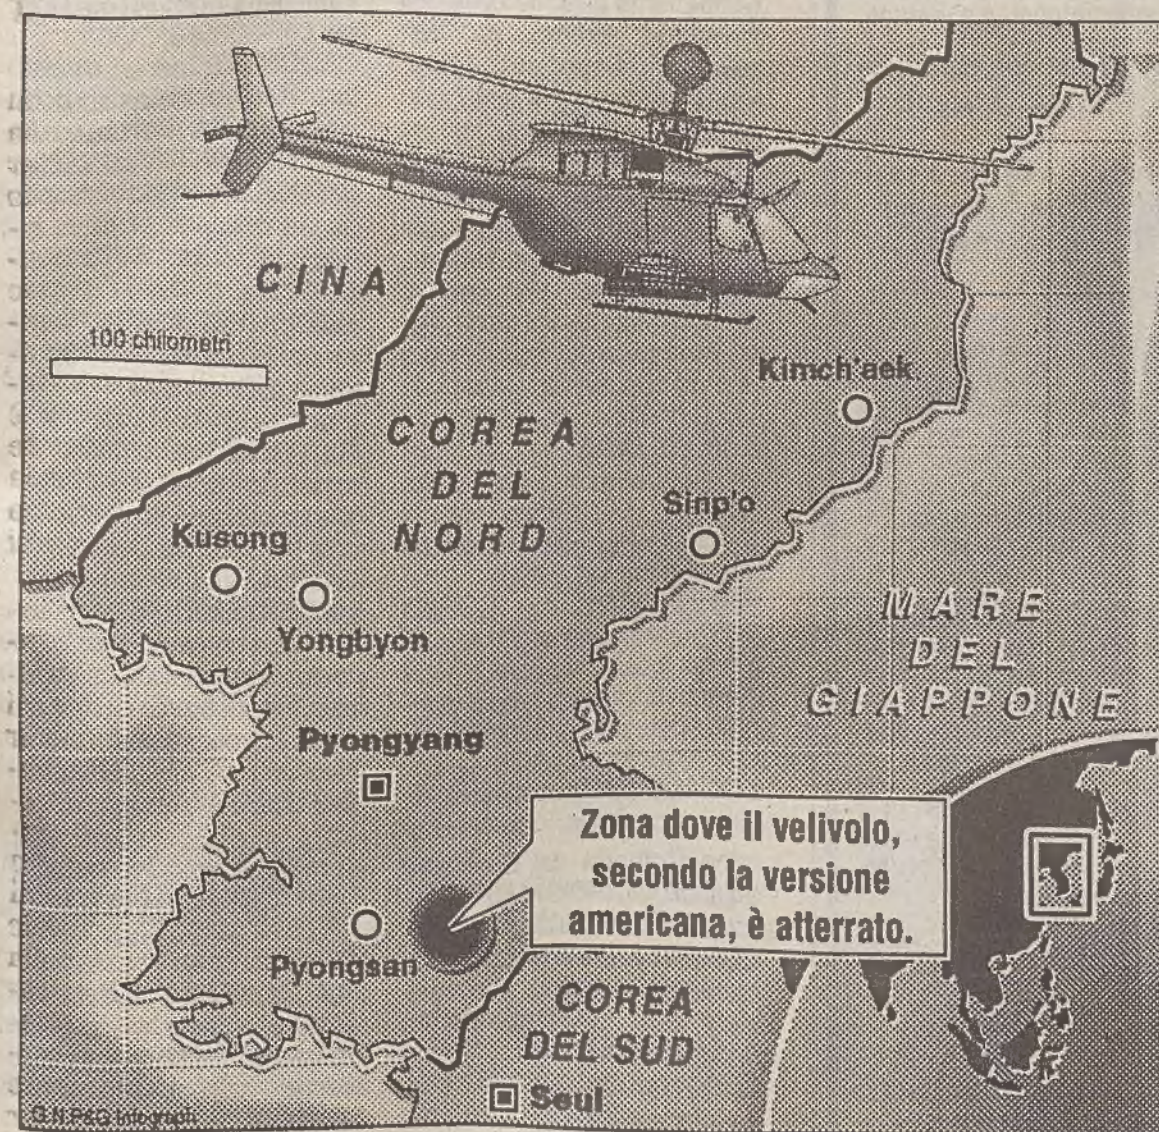 CINA
100 chilometri
Kimch'aek
COREA
DEL
NORD
Sinp'o
Kusong
Yongbyon
MARE
DEL
GIAPPONE
Pyongyang
Zona dove il velivolo,
secondo la versione
americana, è atterrato.
Pyongsan
COREA
DEL SUD
Seul
G.N.P&G Infograph